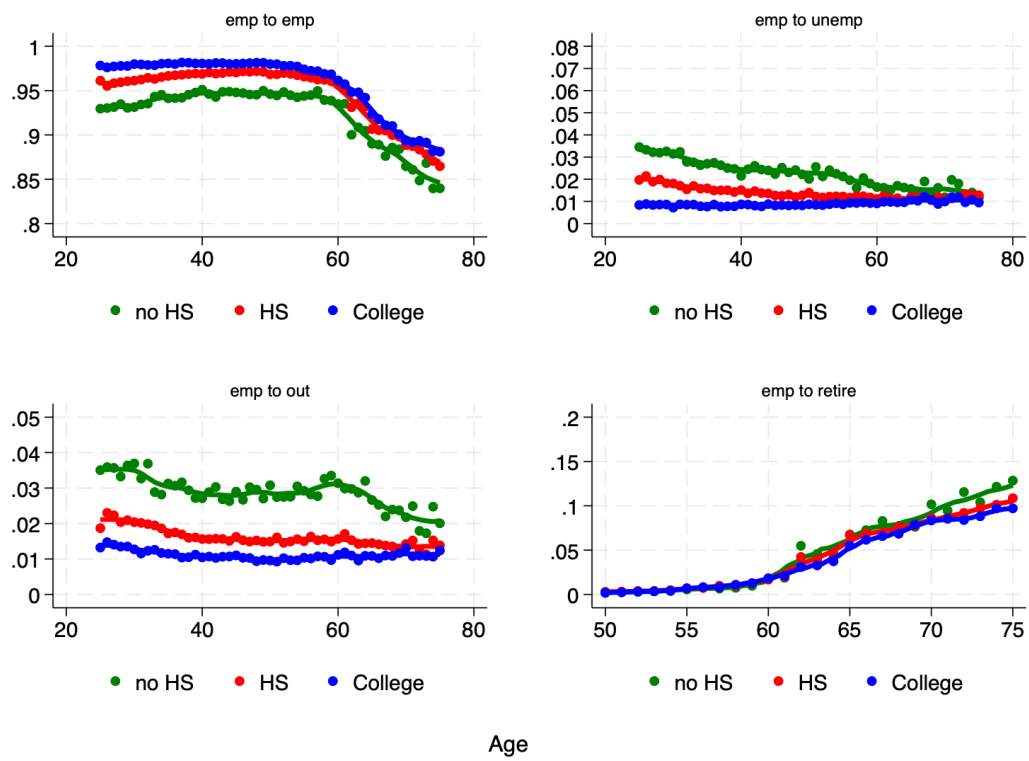 emp to emp
1
.95
.9
.85
.8
20 40 60 80
no HS HS College
emp to unemp
.08
.07
.06
.05
.04
.03
.02
.01
0
20 40 60 80
no HS HS College
emp to out
.05
.04
.03
.02
.01
0
20 40 60 80
no HS HS College
emp to retire
.2
.15
.1
.05
0
50 55 60 65 70 75
no HS HS College
Age